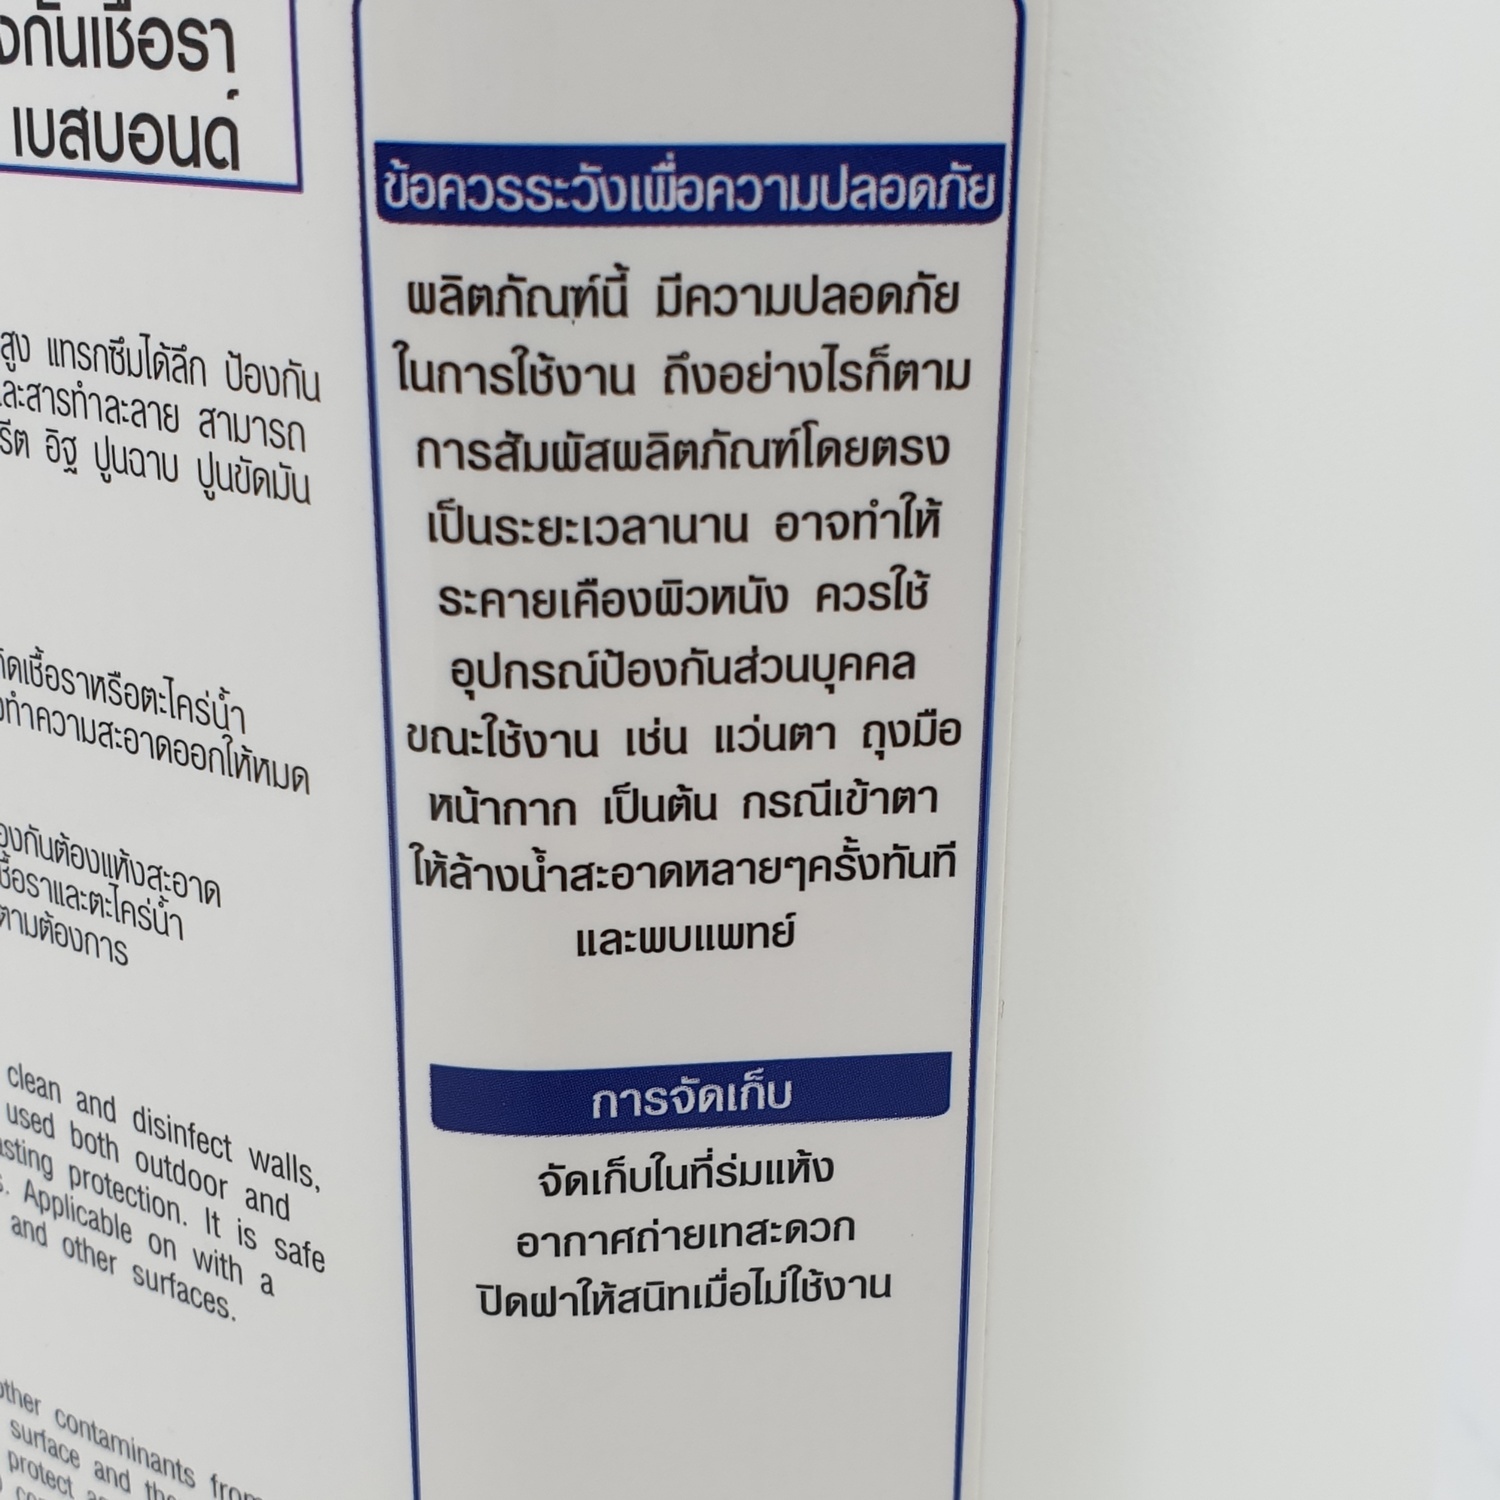 งกันเชื้อรา
เบสบอนด์
สูง แทรกซึมได้ลึก ป้องกัน
และสารทำละลาย สามารถ
รีต อิฐ ปูนฉาบ ปูนขัดมัน
เชื้อราหรือตะไคร่น้ำ
ทำความสะอาดออกให้หมด
องกันต้องแห้งสะอาด
ชื้อราและตะไคร่น้ำ
ตามต้องการ
clean and disinfect walls,
used both outdoor and
asting protection. It is safe
s. Applicable on with a
and other surfaces.
other contaminants from
surface and
protect
ข้อควรระวังเพื่อความปลอดภัย
ผลิตภัณฑ์นี้ มีความปลอดภัย
ในการใช้งาน ถึงอย่างไรก็ตาม
การสัมผัสผลิตภัณฑ์โดยตรง
เป็นระยะเวลานาน อาจทำให้
ระคายเคืองผิวหนัง ควรใช้
อุปกรณ์ป้องกันส่วนบุคคล
ขณะใช้งาน เช่น แว่นตา ถุงมือ
หน้ากาก เป็นต้น กรณีเข้าตา
ให้ล้างน้ำสะอาดหลายๆครั้งทันที
และพบแพทย์
การจัดเก็บ
จัดเก็บในที่ร่มแห้ง
อากาศถ่ายเทสะดวก
ปิดฝาให้สนิทเมื่อไม่ใช้งาน